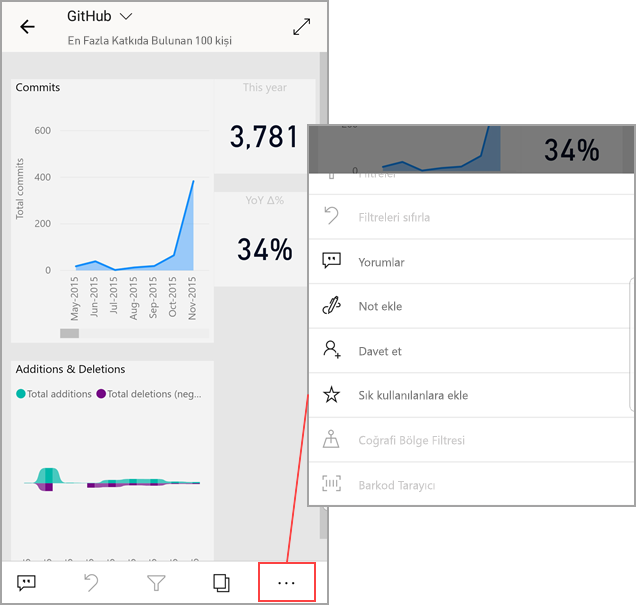 GitHub
En Fazla Katkıda Bulunan 100 kişi
Commits
This year
3,781
YoY Δ%
34%
Total commits
600
400
200
0
May-2015
Jun-2015
Jul-2015
Aug-2015
Sep-2015
Oct-2015
Nov-2015
Additions & Deletions
Total additions
Total deletions (neg...
34%
0
Filtreler
Filtreleri sıfırla
Yorumlar
Not ekle
Davet et
Sık kullanılanlara ekle
Coğrafi Bölge Filtresi
Barkod Tarayıcı